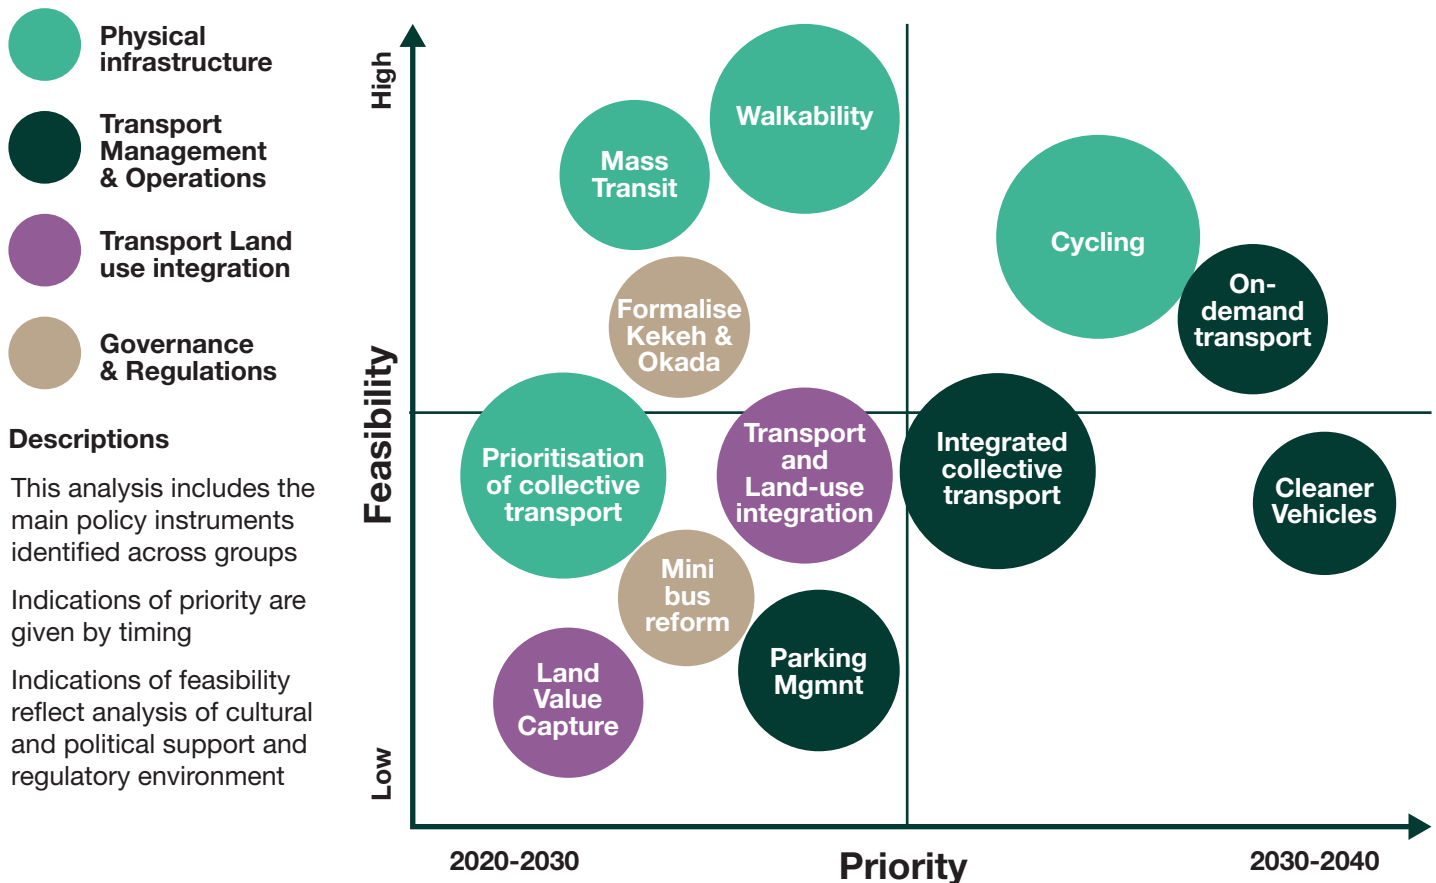 Physical
infrastructure
Transport
Management
& Operations
Transport Land
use integration
Governance
& Regulations
Descriptions
This analysis includes the
main policy instruments
identified across groups
Indications of priority are
given by timing
Indications of feasibility
reflect analysis of cultural
and political support and
regulatory environment
High
Feasibility
Low
Walkability
Mass
Transit
Cycling
On-
demand
transport
Formalise
Kekeh &
Okada
Prioritisation
of collective
transport
Transport
and
Land-use
integration
Integrated
collective
transport
Cleaner
Vehicles
Mini
bus
reform
Parking
Mgmnt
Land
Value
Capture
2020-2030
Priority
2030-2040